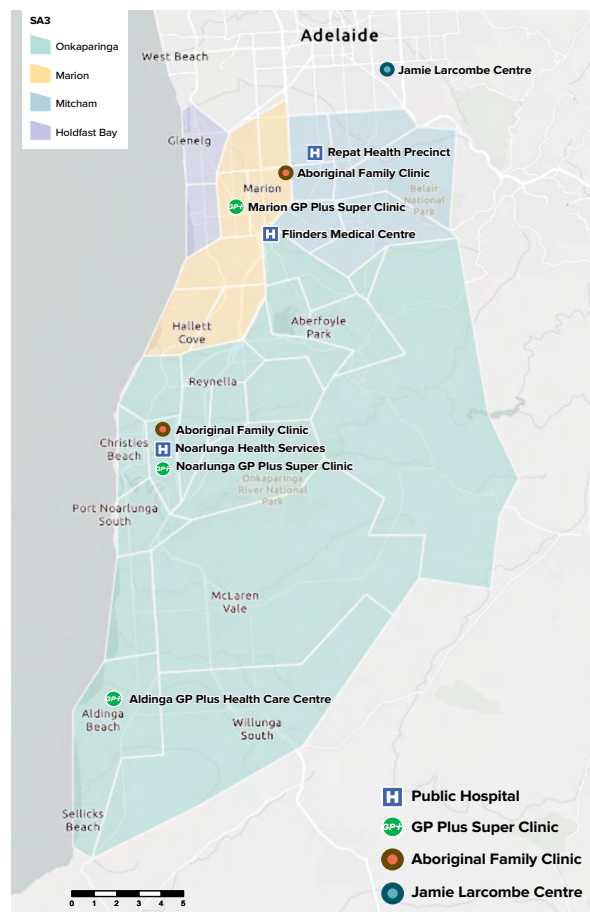 SA3
Onkaparinga
Marion
Mitcham
Holdfast Bay
Adelaide
West Beach
Jamie Larcombe Centre
Glenelg
H Repat Health Precinct
Aboriginal Family Clinic
Marion
Belair
National
Park
GP+ Marion GP Plus Super Clinic
H Flinders Medical Centre
Hallett
Cove
Aberfoyle
Park
Reynella
Aboriginal Family Clinic
Christies
Beach
H Noarlunga Health Services
GP+ Noarlunga GP Plus Super Clinic
Onkaparinga
River National
Park
Port Noarlunga
South
McLaren
Vale
GP+ Aldinga GP Plus Health Care Centre
Aldinga
Beach
Willunga
South
Sellicks
Beach
H Public Hospital
GP+ GP Plus Super Clinic
Aboriginal Family Clinic
Jamie Larcombe Centre
0 1 2 3 4 5